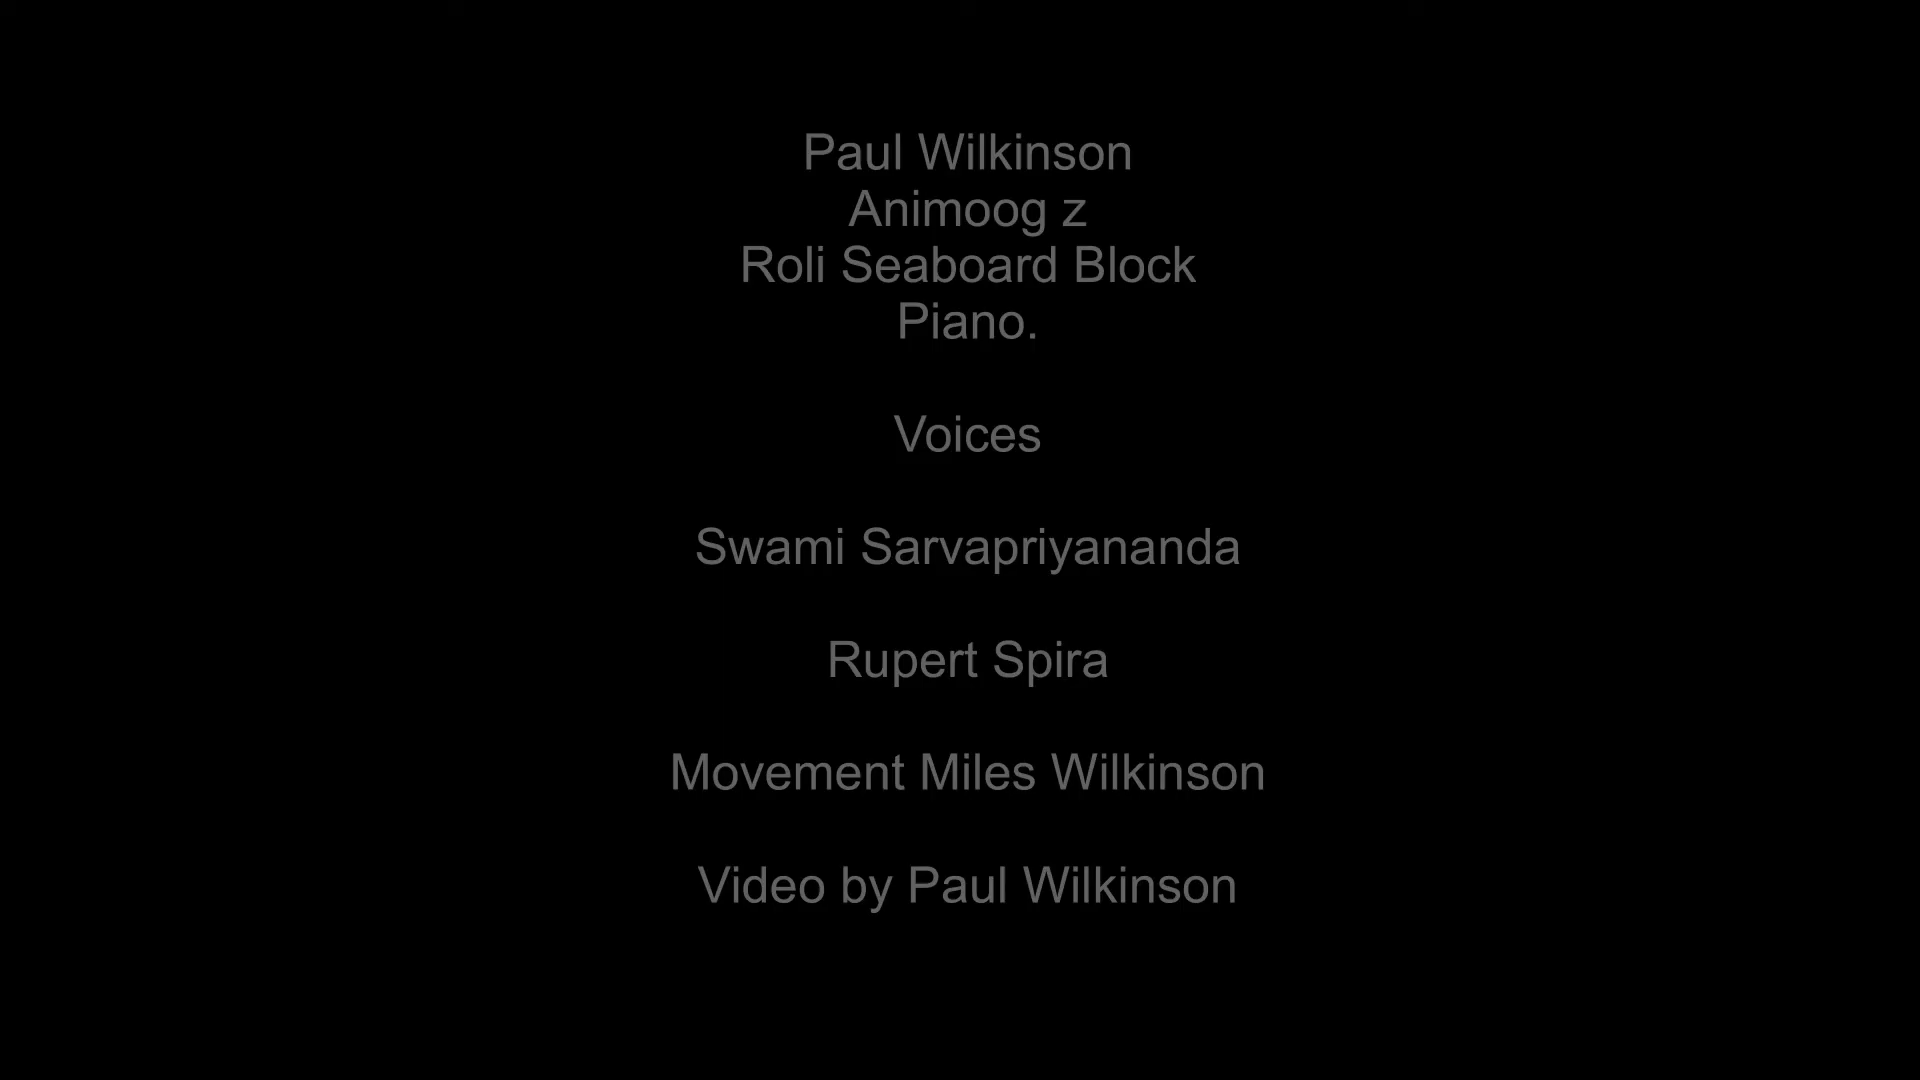 Paul Wilkinson
Animoog z
Roli Seaboard Block
Piano.
Voices
Swami Sarvapriyananda
Rupert Spira
Movement Miles Wilkinson
Video by Paul Wilkinson